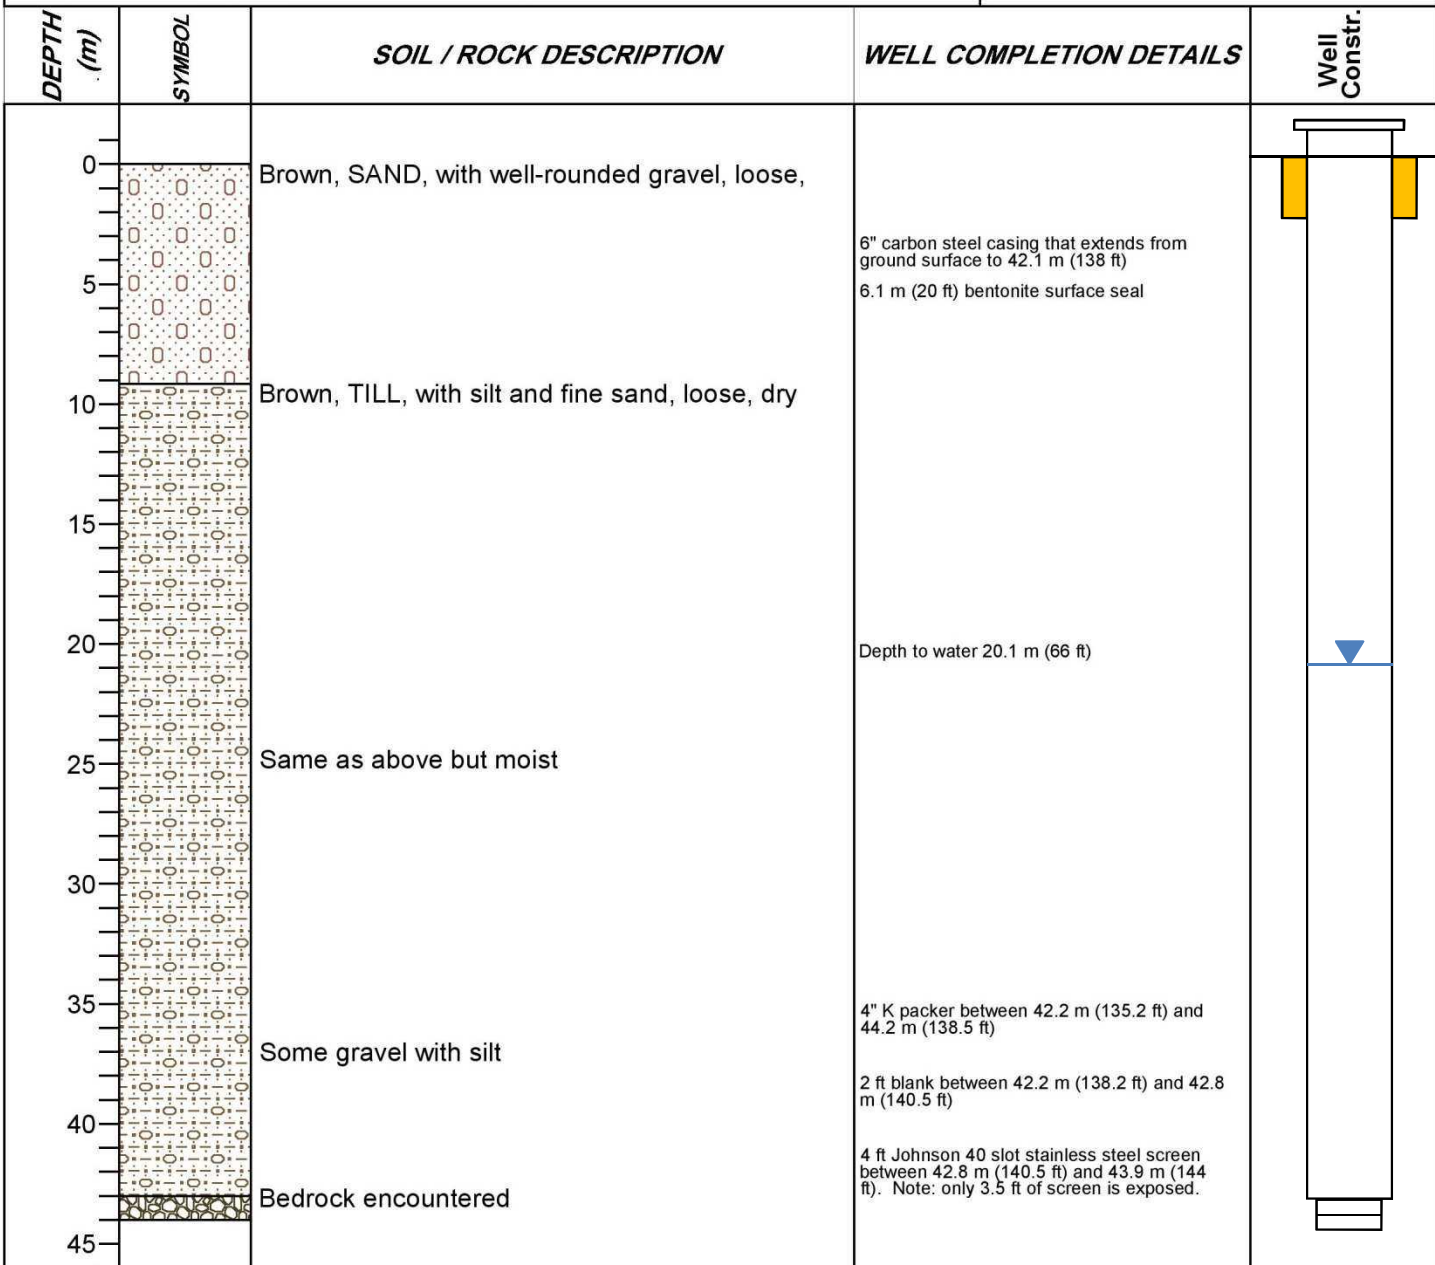 DEPTH
(m)
SYMBOL
SOIL / ROCK DESCRIPTION
WELL COMPLETION DETAILS
Well
Constr.
0
Brown, SAND, with well-rounded gravel, loose,
6" carbon steel casing that extends from
ground surface to 42.1 m (138 ft)
5
6.1 m (20 ft) bentonite surface seal
Brown, TILL, with silt and fine sand, loose, dry
10
15
20
Depth to water 20.1 m (66 ft)
25
Same as above but moist
30
35
4" K packer between 42.2 m (135.2 ft) and
44.2 m (138.5 ft)
Some gravel with silt
2 ft blank between 42.2 m (138.2 ft) and 42.8
m (140.5 ft)
40
4 ft Johnson 40 slot stainless steel screen
between 42.8 m (140.5 ft) and 43.9 m (144
ft).  Note: only 3.5 ft of screen is exposed.
Bedrock encountered
45